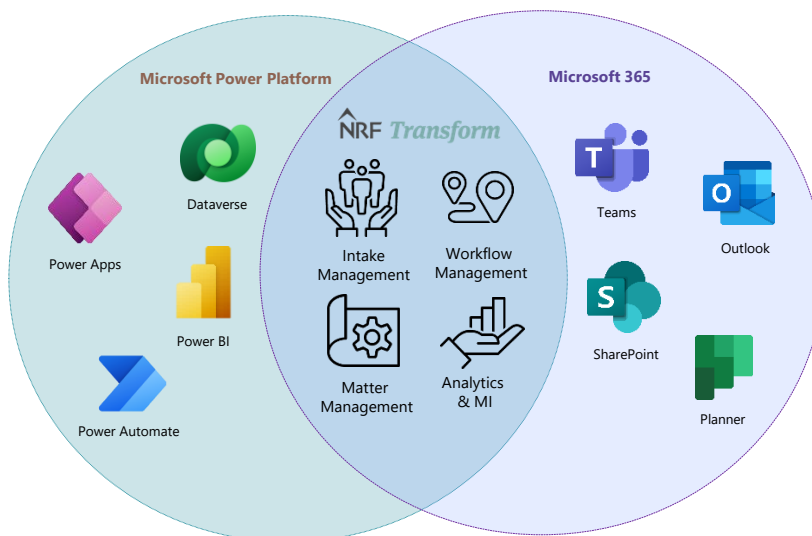 Microsoft Power Platform
Microsoft 365
NRF Transform
Dataverse
Power Apps
Power BI
Power Automate
Intake
Management
Workflow
Management
Matter
Management
Analytics
& MI
T
Teams
O
Outlook
S
SharePoint
Planner